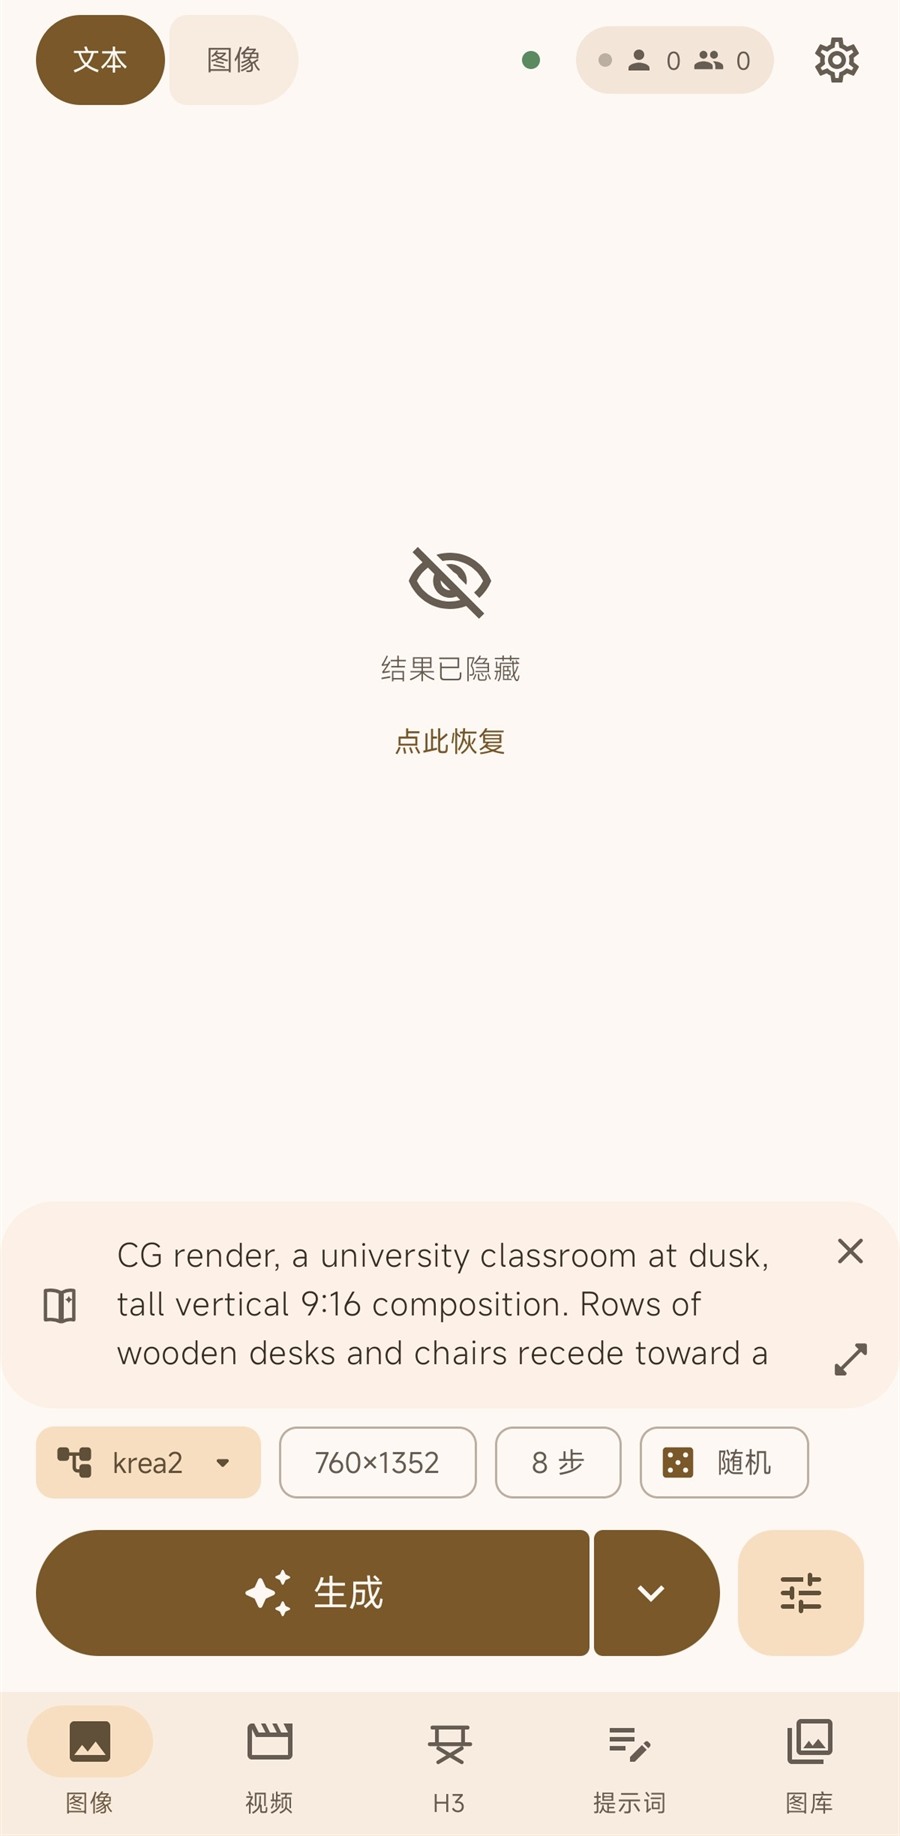 文本
图像
0
0
结果已隐藏
点此恢复
CG render, a university classroom at dusk,
tall vertical 9:16 composition. Rows of
wooden desks and chairs recede toward a
krea2
760×1352
8 步
随机
生成
图像
视频
H3
提示词
图库